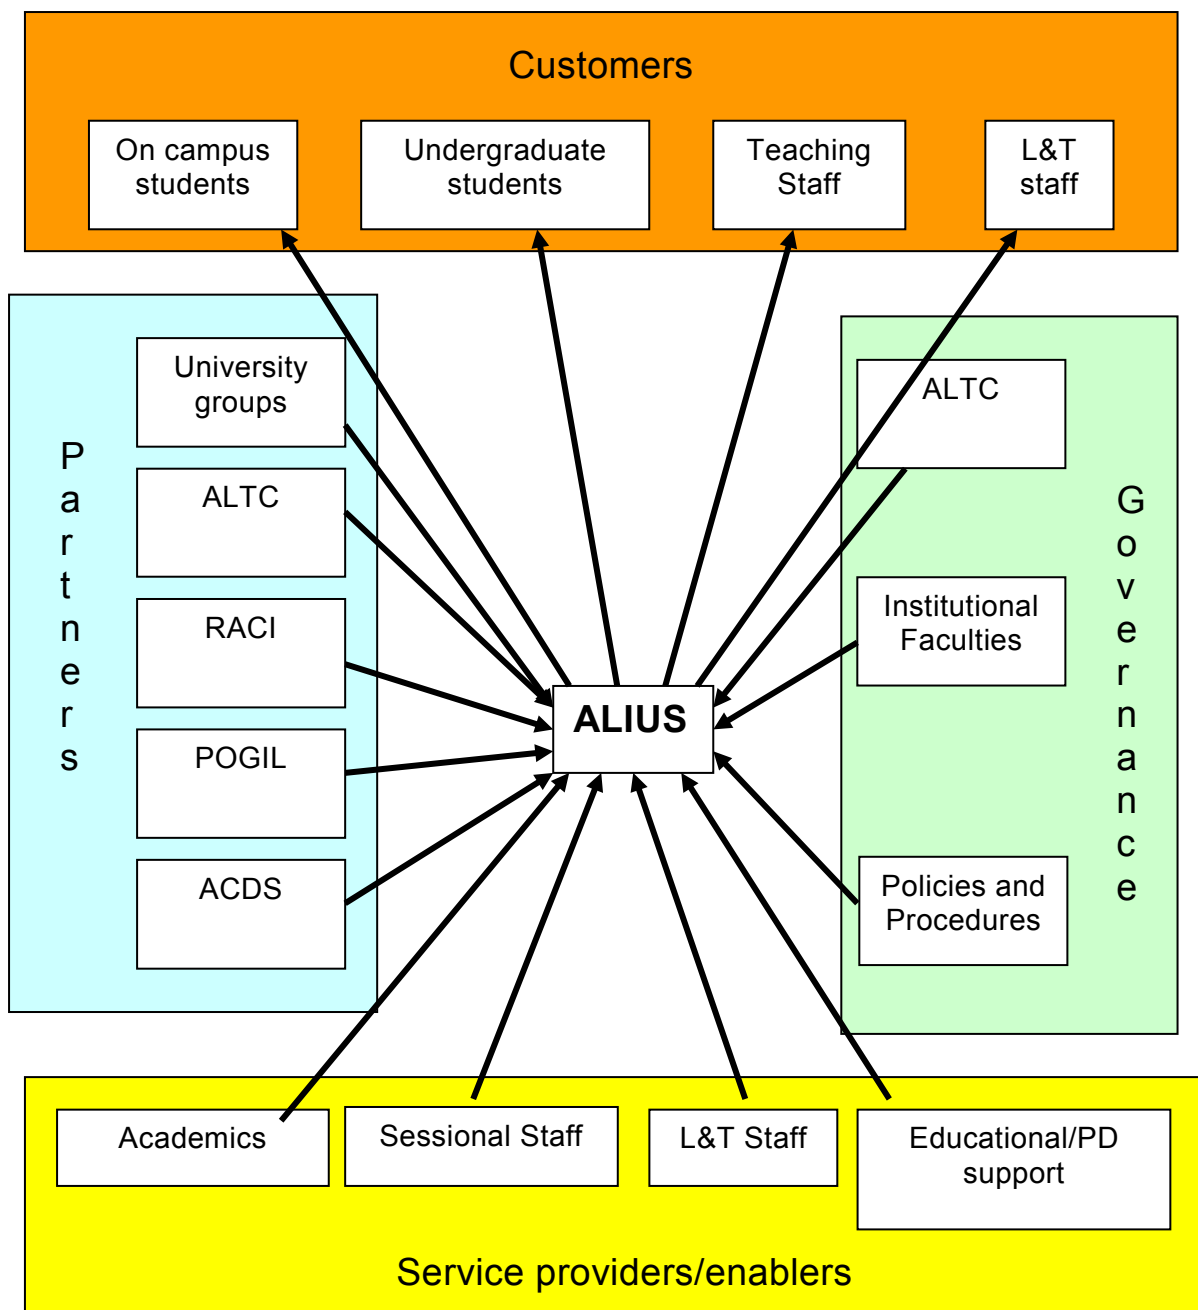 Customers
On campus
students
Undergraduate
students
Teaching
Staff
L&T
staff
Partners
University
groups
ALTC
RACI
POGIL
ACDS
ALIUS
Governance
ALTC
Institutional
Faculties
Policies and
Procedures
Academics
Sessional Staff
L&T Staff
Educational/PD
support
Service providers/enablers